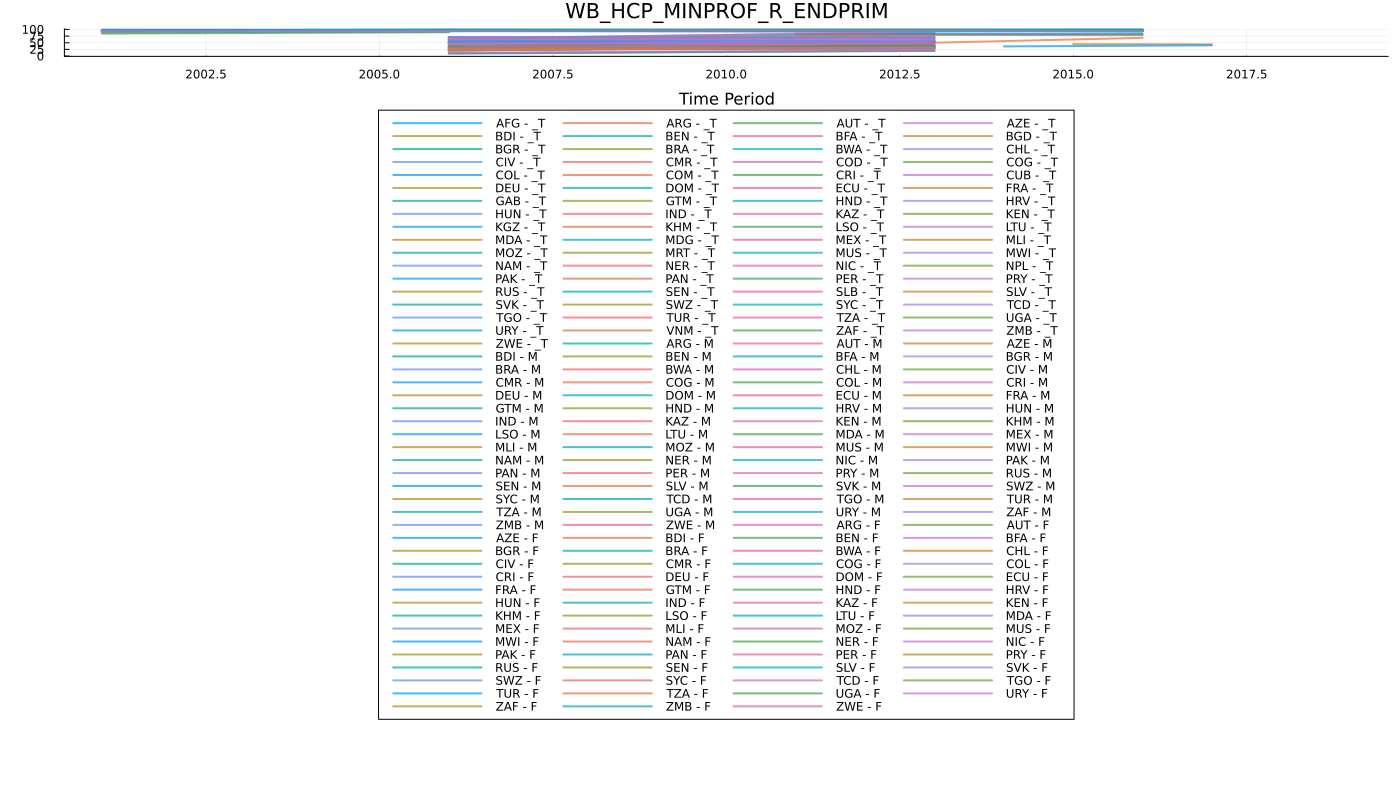 WB_HCP_MINPROF_R_ENDPRIM
100
75
50
25
0
2002.5 2005.0 2007.5 2010.0 2012.5 2015.0 2017.5
Time Period
AFG - _T ARG - _T AUT - _T AZE - _T
BDI - _T BEN - _T BFA - _T BGD - _T
BGR - _T BRA - _T BWA - _T CHL - _T
CIV - _T CMR - _T COD - _T COG - _T
COL - _T COM - _T CRI - _T CUB - _T
DEU - _T DOM - _T ECU - _T FRA - _T
GAB - _T GTM - _T HND - _T HRV - _T
HUN - _T IND - _T KAZ - _T KEN - _T
KGZ - _T KHM - _T LSO - _T LTU - _T
MDA - _T MDG - _T MEX - _T MLI - _T
MOZ - _T MRT - _T MUS - _T MWI - _T
NAM - _T NER - _T NIC - _T NPL - _T
PAK - _T PAN - _T PER - _T PRY - _T
RUS - _T SEN - _T SLB - _T SLV - _T
SVK - _T SWZ - _T SYC - _T TCD - _T
TGO - _T TUR - _T TZA - _T UGA - _T
URY - _T VNM - _T ZAF - _T ZMB - _T
ZWE - _T ARG - M AUT - M AZE - M
BDI - M BEN - M BFA - M BGR - M
BRA - M BWA - M CHL - M CIV - M
CMR - M COG - M COL - M CRI - M
DEU - M DOM - M ECU - M FRA - M
GTM - M HND - M HRV - M HUN - M
IND - M KAZ - M KEN - M KHM - M
LSO - M LTU - M MDA - M MEX - M
MLI - M MOZ - M MUS - M MWI - M
NAM - M NER - M NIC - M PAK - M
PAN - M PER - M PRY - M RUS - M
SEN - M SLV - M SVK - M SWZ - M
SYC - M TCD - M TGO - M TUR - M
TZA - M UGA - M URY - M ZAF - M
ZMB - M ZWE - M ARG - F AUT - F
AZE - F BDI - F BEN - F BFA - F
BGR - F BRA - F BWA - F CHL - F
CIV - F CMR - F COG - F COL - F
CRI - F DEU - F DOM - F ECU - F
FRA - F GTM - F HND - F HRV - F
HUN - F IND - F KAZ - F KEN - F
KHM - F LSO - F LTU - F MDA - F
MEX - F MLI - F MOZ - F MUS - F
MWI - F NAM - F NER - F NIC - F
PAK - F PAN - F PER - F PRY - F
RUS - F SEN - F SLV - F SVK - F
SWZ - F SYC - F TCD - F TGO - F
TUR - F TZA - F UGA - F URY - F
ZAF - F ZMB - F ZWE - F